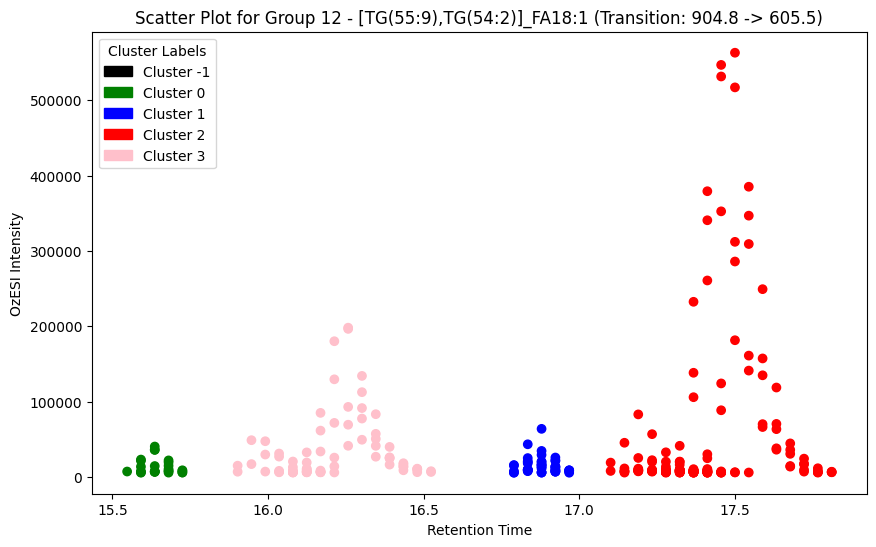 Scatter Plot for Group 12 - [TG(55:9),TG(54:2)]_FA18:1 (Transition: 904.8 -> 605.5)
Cluster Labels
Cluster -1
Cluster 0
Cluster 1
Cluster 2
Cluster 3
OzESI Intensity
500000
400000
300000
200000
100000
0
15.5
16.0
16.5
17.0
17.5
Retention Time